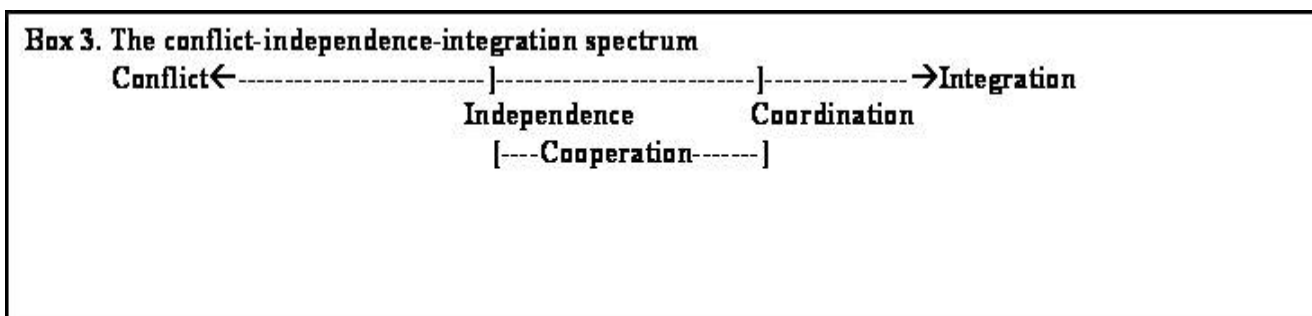 Box 3. The conflict-independence-integration spectrum
Conflict←--------------------------]---------------------------]---------------→Integration
Independence Coordination
[----Cooperation-------]